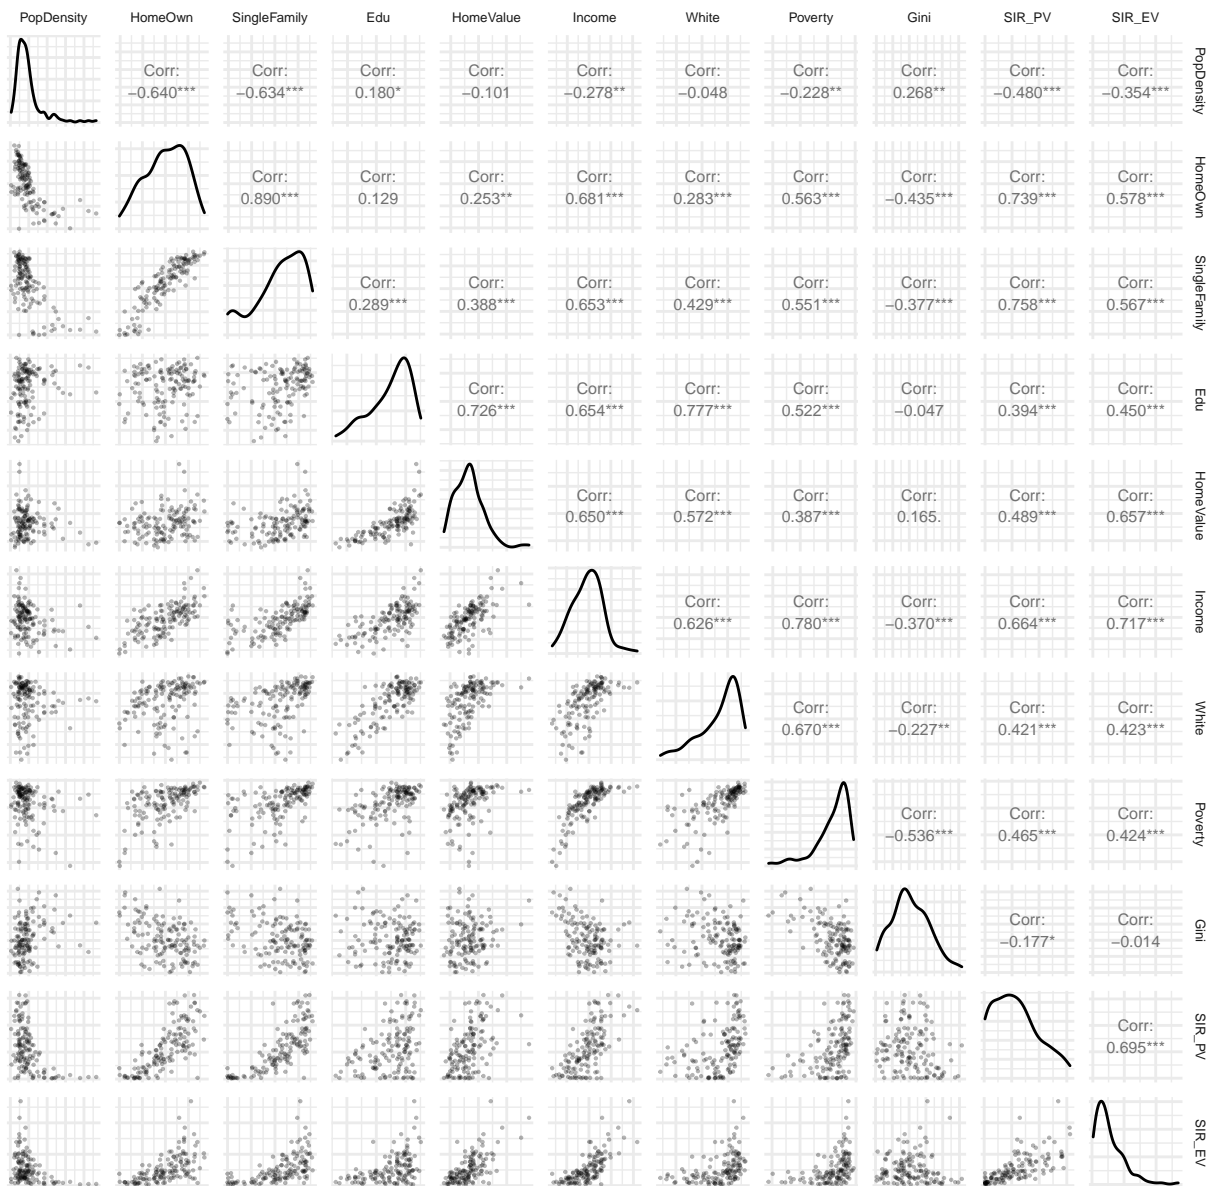 PopDensity HomeOwn SingleFamily Edu HomeValue Income White Poverty Gini SIR_PV SIR_EV
Corr: Corr: Corr: Corr: Corr: Corr: Corr: Corr: Corr: Corr:
−0.640*** −0.634*** 0.180* −0.101 −0.278** −0.048 −0.228** 0.268** −0.480*** −0.354***
PopDensity
Corr: Corr: Corr: Corr: Corr: Corr: Corr: Corr: Corr:
0.890*** 0.129 0.253** 0.681*** 0.283*** 0.563*** −0.435*** 0.739*** 0.578***
HomeOwn
Corr: Corr: Corr: Corr: Corr: Corr: Corr: Corr:
0.289*** 0.388*** 0.653*** 0.429*** 0.551*** −0.377*** 0.758*** 0.567***
SingleFamily
Corr: Corr: Corr: Corr: Corr: Corr: Corr:
0.726*** 0.654*** 0.777*** 0.522*** −0.047 0.394*** 0.450***
Edu
Corr: Corr: Corr: Corr: Corr: Corr:
0.650*** 0.572*** 0.387*** 0.165. 0.489*** 0.657***
HomeValue
Corr: Corr: Corr: Corr: Corr:
0.626*** 0.780*** −0.370*** 0.664*** 0.717***
Income
Corr: Corr: Corr: Corr:
0.670*** −0.227** 0.421*** 0.423***
White
Corr: Corr: Corr:
−0.536*** 0.465*** 0.424***
Poverty
Corr: Corr:
−0.177* −0.014
Gini
Corr:
0.695***
SIR_PV
SIR_EV